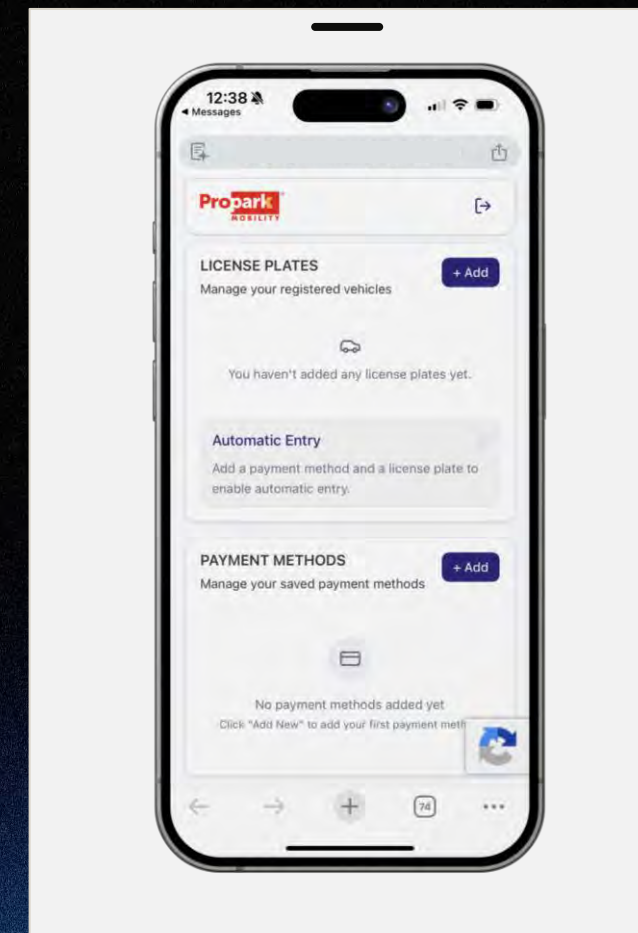 12:38
◀ Messages
Propark
MOBILITY
LICENSE PLATES
+ Add
Manage your registered vehicles
You haven't added any license plates yet.
Automatic Entry
Add a payment method and a license plate to
enable automatic entry.
PAYMENT METHODS
+ Add
Manage your saved payment methods
No payment methods added yet
Click "Add New" to add your first payment meth
74